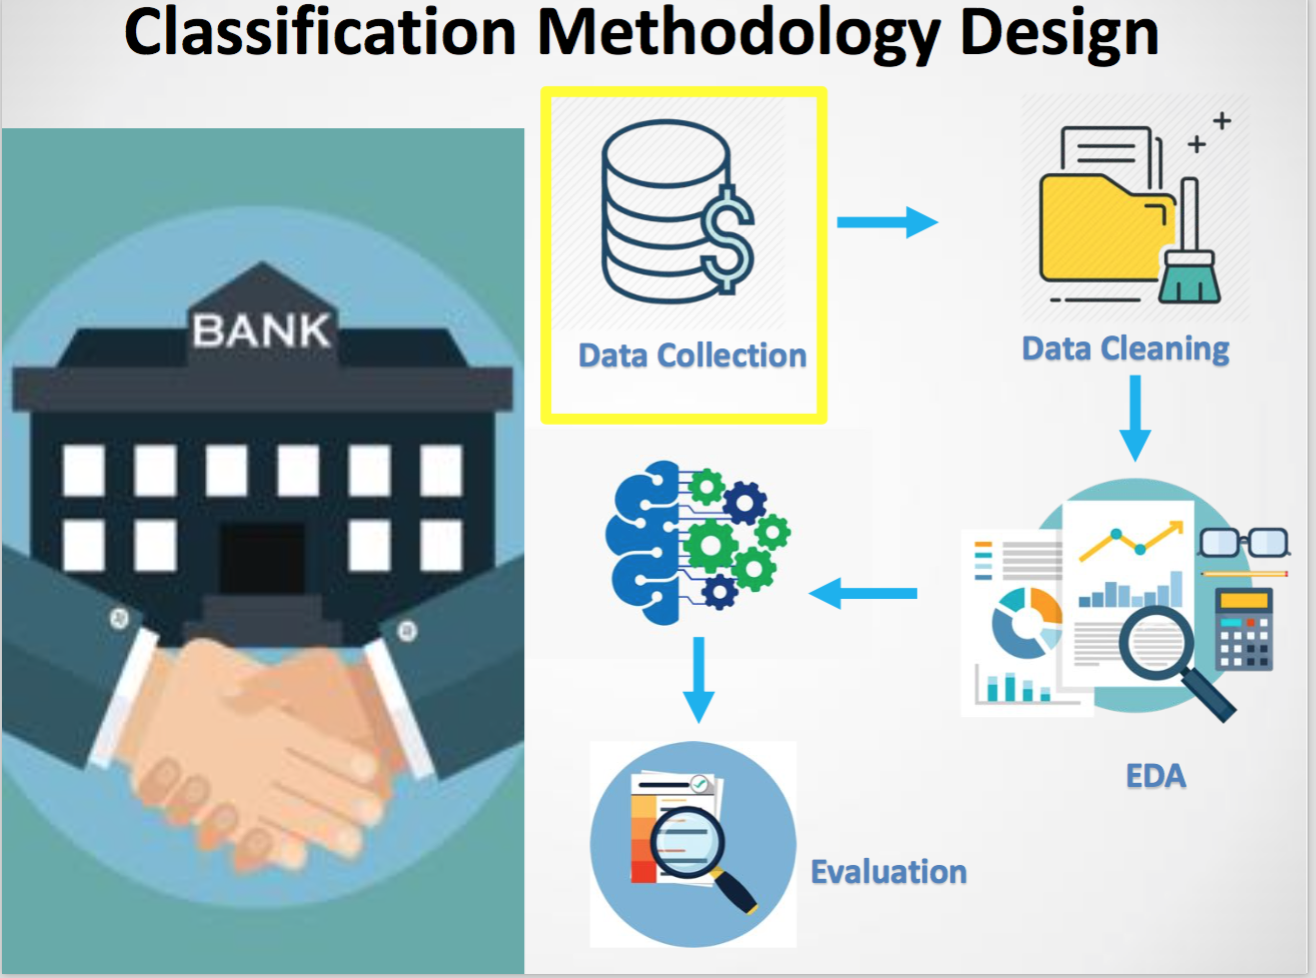 Classification Methodology Design
BANK
Data Collection
Data Cleaning
EDA
Evaluation